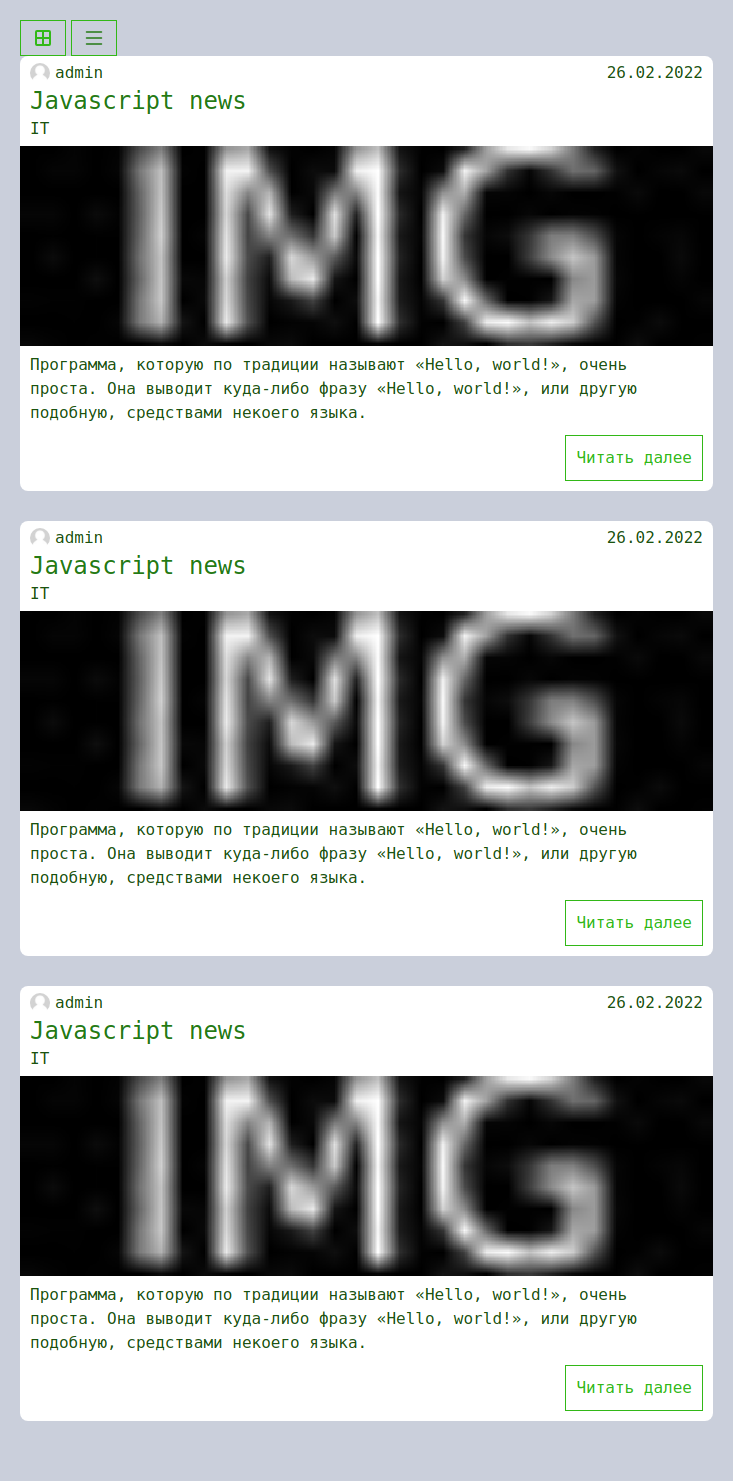 admin 26.02.2022
Javascript news
IT
IMG
Программа, которую по традиции называют «Hello, world!», очень
проста. Она выводит куда-либо фразу «Hello, world!», или другую
подобную, средствами некоего языка.
Читать далее
admin 26.02.2022
Javascript news
IT
IMG
Программа, которую по традиции называют «Hello, world!», очень
проста. Она выводит куда-либо фразу «Hello, world!», или другую
подобную, средствами некоего языка.
Читать далее
admin 26.02.2022
Javascript news
IT
IMG
Программа, которую по традиции называют «Hello, world!», очень
проста. Она выводит куда-либо фразу «Hello, world!», или другую
подобную, средствами некоего языка.
Читать далее